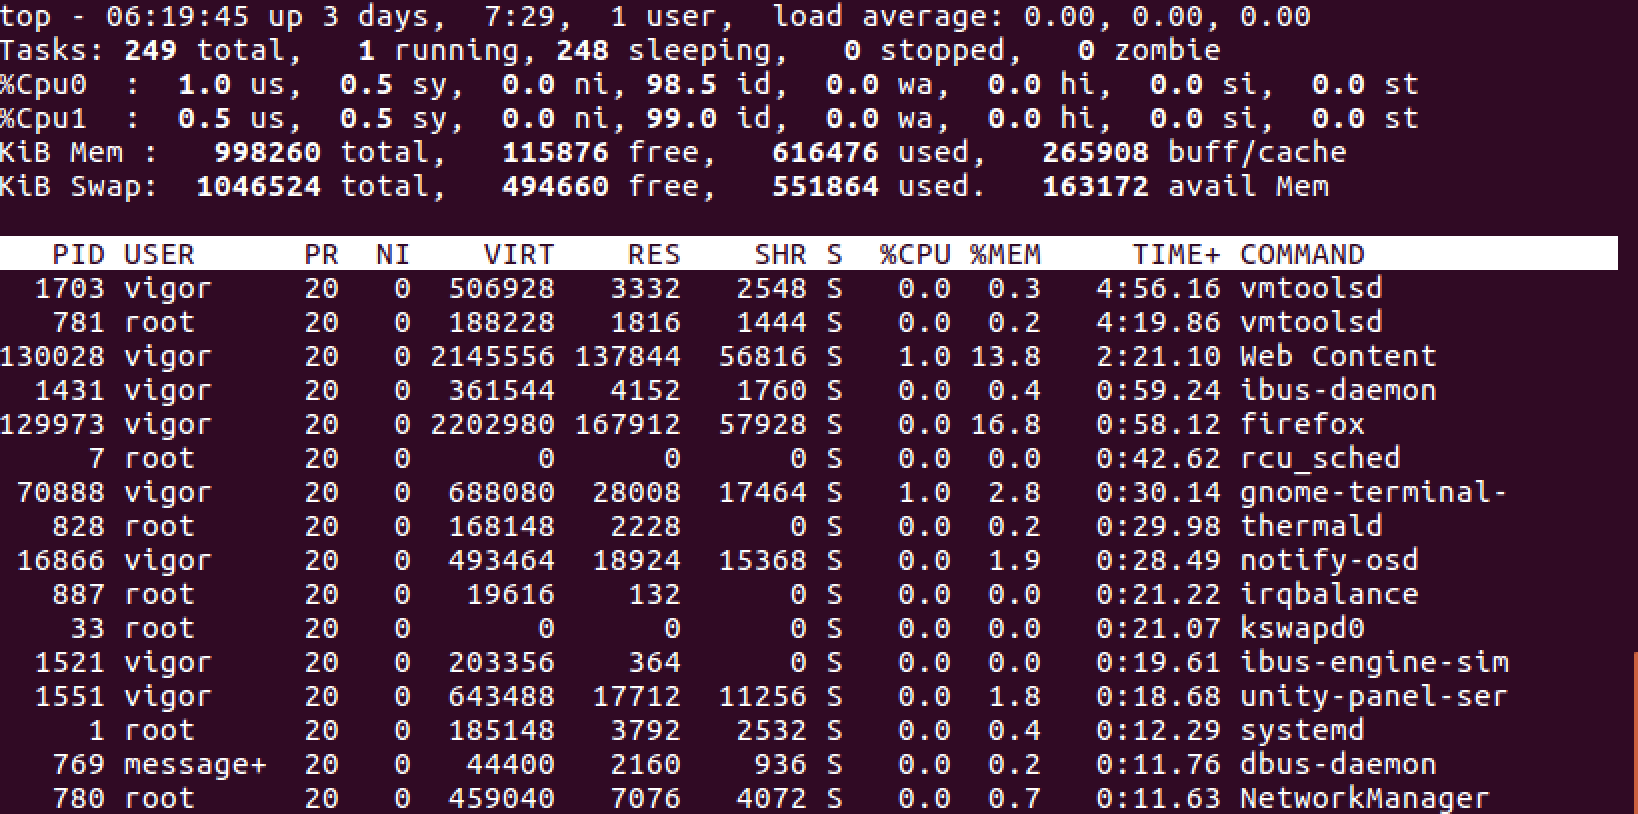 top - 06:19:45 up 3 days,  7:29,  1 user,  load average: 0.00, 0.00, 0.00
Tasks: 249 total,   1 running, 248 sleeping,   0 stopped,   0 zombie
%Cpu0  :  1.0 us,  0.5 sy,  0.0 ni, 98.5 id,  0.0 wa,  0.0 hi,  0.0 si,  0.0 st
%Cpu1  :  0.5 us,  0.5 sy,  0.0 ni, 99.0 id,  0.0 wa,  0.0 hi,  0.0 si,  0.0 st
KiB Mem :   998260 total,   115876 free,   616476 used,   265908 buff/cache
KiB Swap:  1046524 total,   494660 free,   551864 used.   163172 avail Mem
   PID USER      PR  NI    VIRT    RES    SHR S  %CPU %MEM     TIME+ COMMAND
  1703 vigor     20   0  506928   3332   2548 S   0.0  0.3   4:56.16 vmtoolsd
   781 root      20   0  188228   1816   1444 S   0.0  0.2   4:19.86 vmtoolsd
130028 vigor     20   0 2145556 137844  56816 S   1.0 13.8   2:21.10 Web Content
  1431 vigor     20   0  361544   4152   1760 S   0.0  0.4   0:59.24 ibus-daemon
129973 vigor     20   0 2202980 167912  57928 S   0.0 16.8   0:58.12 firefox
     7 root      20   0       0      0      0 S   0.0  0.0   0:42.62 rcu_sched
 70888 vigor     20   0  688080  28008  17464 S   1.0  2.8   0:30.14 gnome-terminal-
   828 root      20   0  168148   2228      0 S   0.0  0.2   0:29.98 thermald
 16866 vigor     20   0  493464  18924  15368 S   0.0  1.9   0:28.49 notify-osd
   887 root      20   0   19616    132      0 S   0.0  0.0   0:21.22 irqbalance
    33 root      20   0       0      0      0 S   0.0  0.0   0:21.07 kswapd0
  1521 vigor     20   0  203356    364      0 S   0.0  0.0   0:19.61 ibus-engine-sim
  1551 vigor     20   0  643488  17712  11256 S   0.0  1.8   0:18.68 unity-panel-ser
     1 root      20   0  185148   3792   2532 S   0.0  0.4   0:12.29 systemd
   769 message+  20   0   44400   2160    936 S   0.0  0.2   0:11.76 dbus-daemon
   780 root      20   0  459040   7076   4072 S   0.0  0.7   0:11.63 NetworkManager